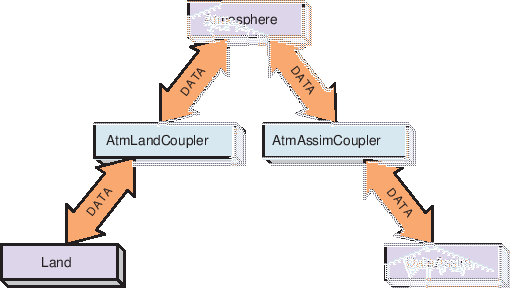 DATA
DATA
AtmLandCoupler
AtmAssimCoupler
DATA
DATA
Land